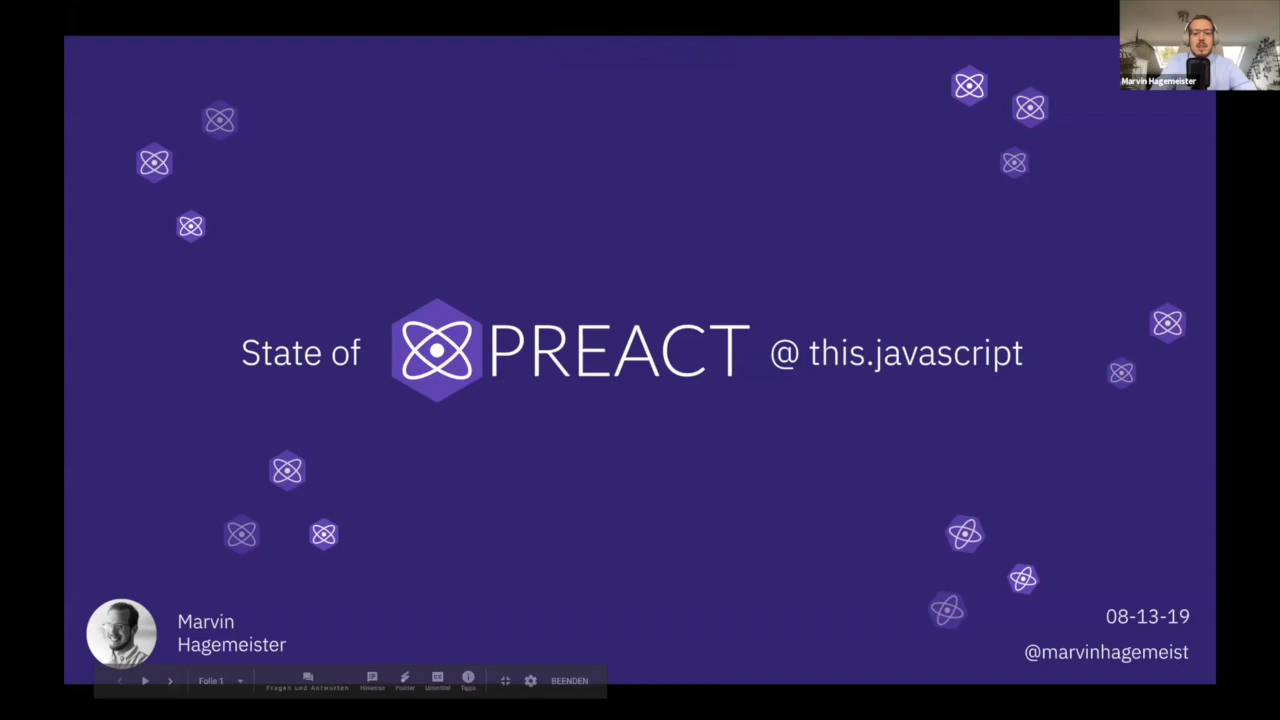 Marvin Hagemeister
State of PREACT @ this.javascript
Marvin
Hagemeister
08-13-19
@marvinhagemeist
Folie 1
Fragen und Antworten
Hinweise
Pointer
Untertitel
Tipps
BEENDEN